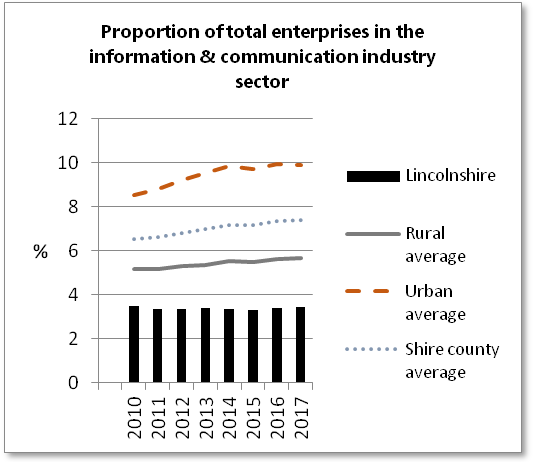 Proportion of total enterprises in the
information & communication industry
sector
12
10
8
6
4
2
0
%
2010
2011
2012
2013
2014
2015
2016
2017
Lincolnshire
Rural
average
Urban
average
Shire county
average